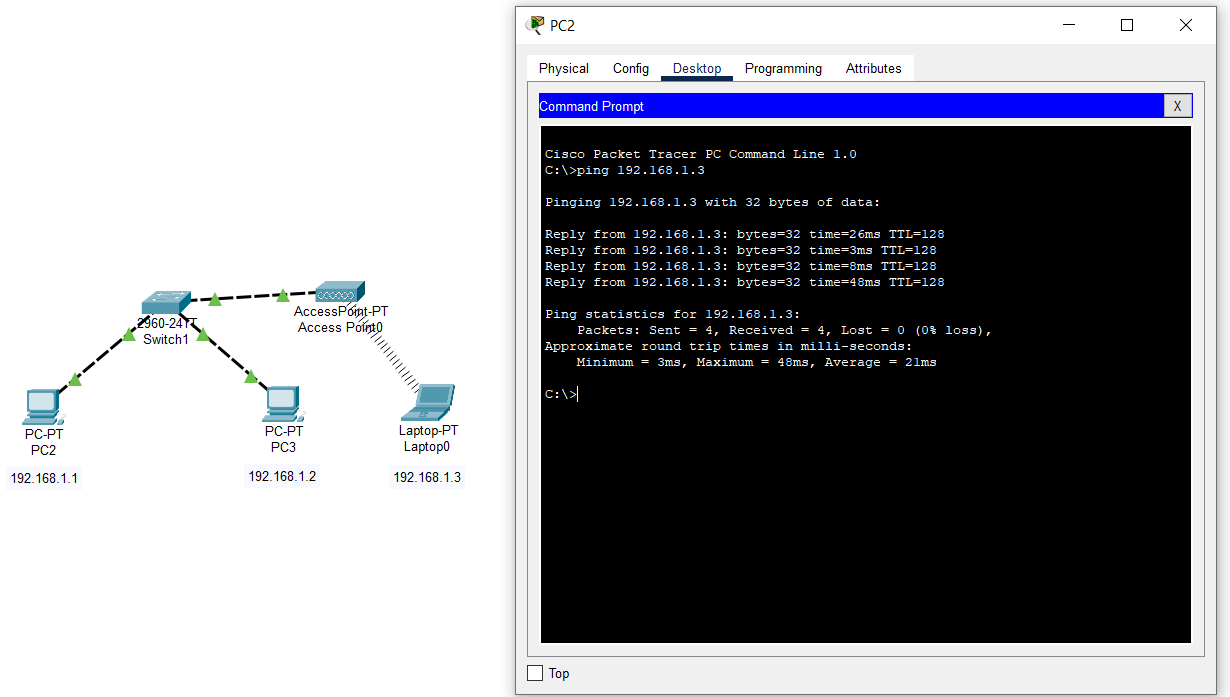 2960-24TT
Switch1
AccessPoint-PT
Access Point0
PC-PT
PC2
192.168.1.1
PC-PT
PC3
192.168.1.2
Laptop-PT
Laptop0
192.168.1.3
PC2
Physical Config Desktop Programming Attributes
Command Prompt X
Cisco Packet Tracer PC Command Line 1.0
C:\>ping 192.168.1.3
Pinging 192.168.1.3 with 32 bytes of data:
Reply from 192.168.1.3: bytes=32 time=26ms TTL=128
Reply from 192.168.1.3: bytes=32 time=3ms TTL=128
Reply from 192.168.1.3: bytes=32 time=8ms TTL=128
Reply from 192.168.1.3: bytes=32 time=48ms TTL=128
Ping statistics for 192.168.1.3:
Packets: Sent = 4, Received = 4, Lost = 0 (0% loss),
Approximate round trip times in milli-seconds:
Minimum = 3ms, Maximum = 48ms, Average = 21ms
C:\>
Top